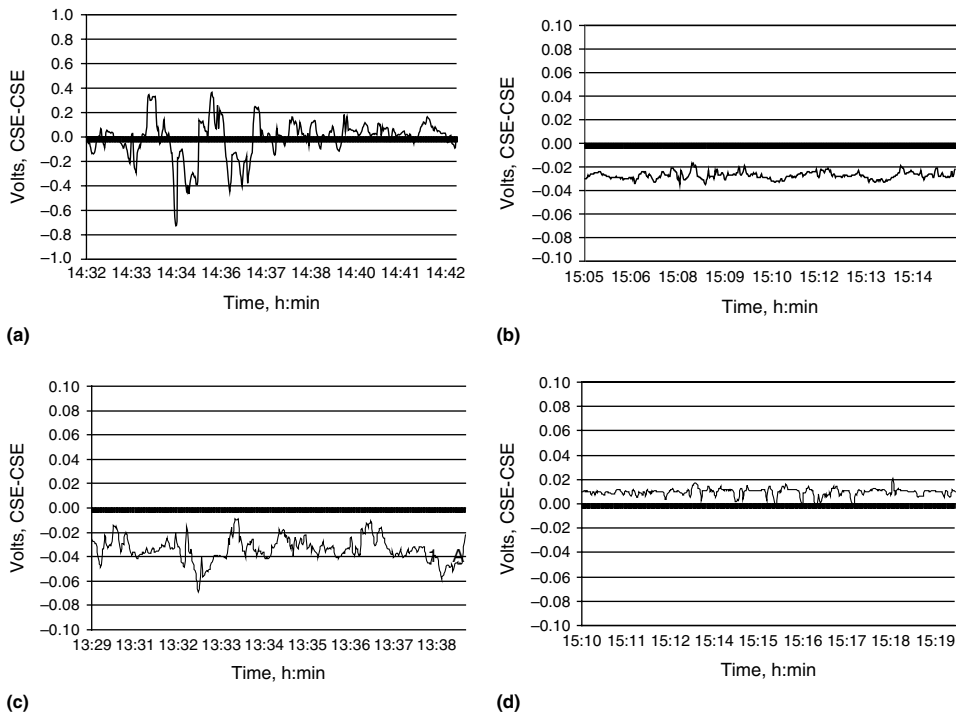 1.0
0.8
0.6
0.4
0.2
0.0
–0.2
–0.4
–0.6
–0.8
–1.0
Volts, CSE-CSE
14:32 14:33 14:34 14:36 14:37 14:38 14:40 14:41 14:42
Time, h:min
(a)
0.10
0.08
0.06
0.04
0.02
0.00
–0.02
–0.04
–0.06
–0.08
–0.10
Volts, CSE-CSE
15:05 15:06 15:08 15:09 15:10 15:12 15:13 15:14
Time, h:min
(b)
0.10
0.08
0.06
0.04
0.02
0.00
–0.02
–0.04
–0.06
–0.08
–0.10
Volts, CSE-CSE
1 A
13:29 13:31 13:32 13:33 13:34 13:35 13:36 13:37 13:38
Time, h:min
(c)
0.10
0.08
0.06
0.04
0.02
0.00
–0.02
–0.04
–0.06
–0.08
–0.10
Volts, CSE-CSE
15:10 15:11 15:12 15:14 15:15 15:16 15:17 15:18 15:19
Time, h:min
(d)